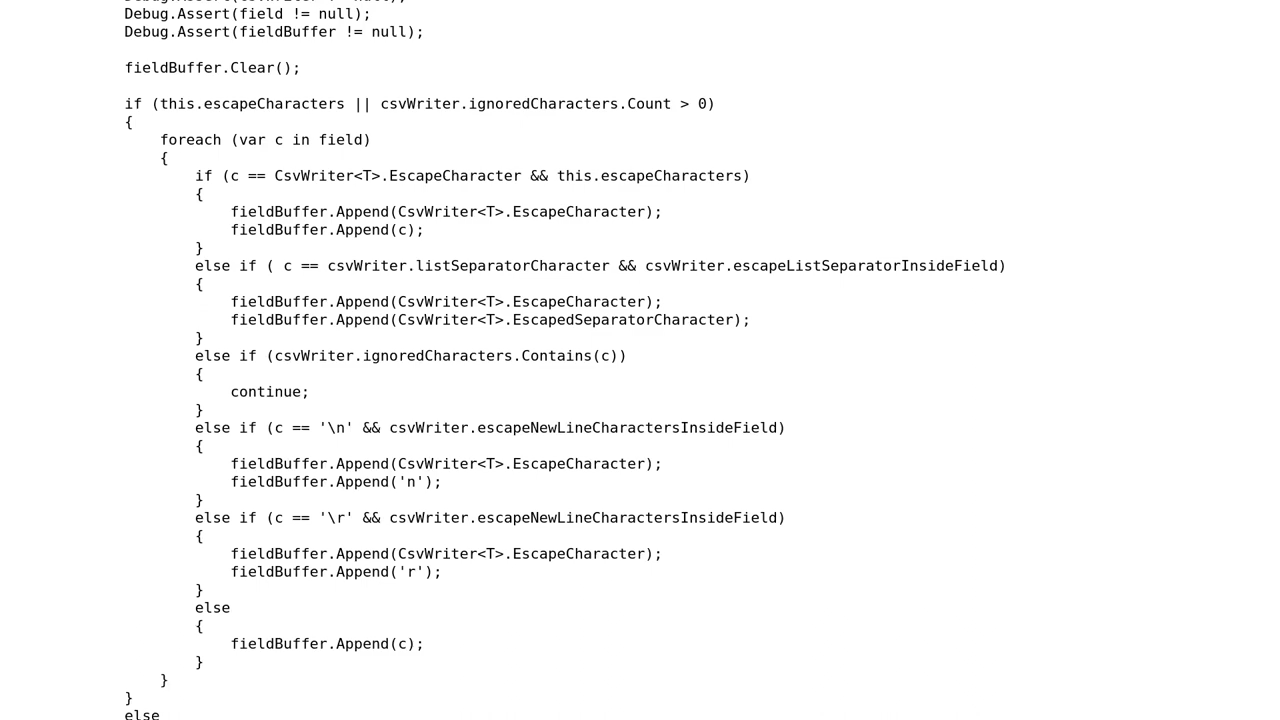 Debug.Assert(csvWriter != null);
Debug.Assert(field != null);
Debug.Assert(fieldBuffer != null);
fieldBuffer.Clear();
if (this.escapeCharacters || csvWriter.ignoredCharacters.Count > 0)
{
foreach (var c in field)
{
if (c == CsvWriter<T>.EscapeCharacter && this.escapeCharacters)
{
fieldBuffer.Append(CsvWriter<T>.EscapeCharacter);
fieldBuffer.Append(c);
}
else if ( c == csvWriter.listSeparatorCharacter && csvWriter.escapeListSeparatorInsideField)
{
fieldBuffer.Append(CsvWriter<T>.EscapeCharacter);
fieldBuffer.Append(CsvWriter<T>.EscapedSeparatorCharacter);
}
else if (csvWriter.ignoredCharacters.Contains(c))
{
continue;
}
else if (c == '\n' && csvWriter.escapeNewLineCharactersInsideField)
{
fieldBuffer.Append(CsvWriter<T>.EscapeCharacter);
fieldBuffer.Append('n');
}
else if (c == '\r' && csvWriter.escapeNewLineCharactersInsideField)
{
fieldBuffer.Append(CsvWriter<T>.EscapeCharacter);
fieldBuffer.Append('r');
}
else
{
fieldBuffer.Append(c);
}
}
}
else